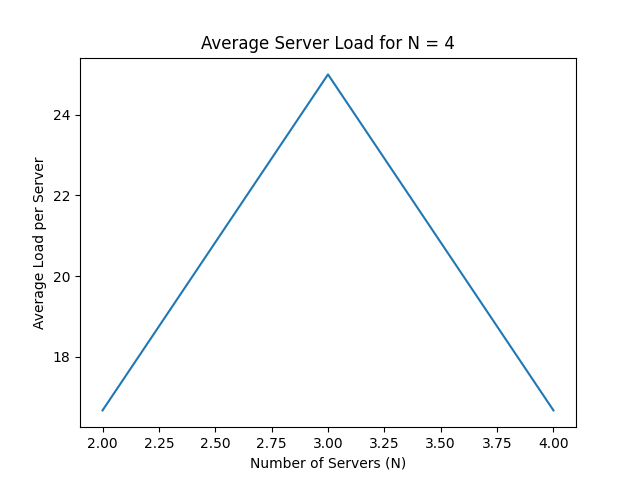 Average Server Load for N = 4
Average Load per Server
24
22
20
18
2.00 2.25 2.50 2.75 3.00 3.25 3.50 3.75 4.00
Number of Servers (N)